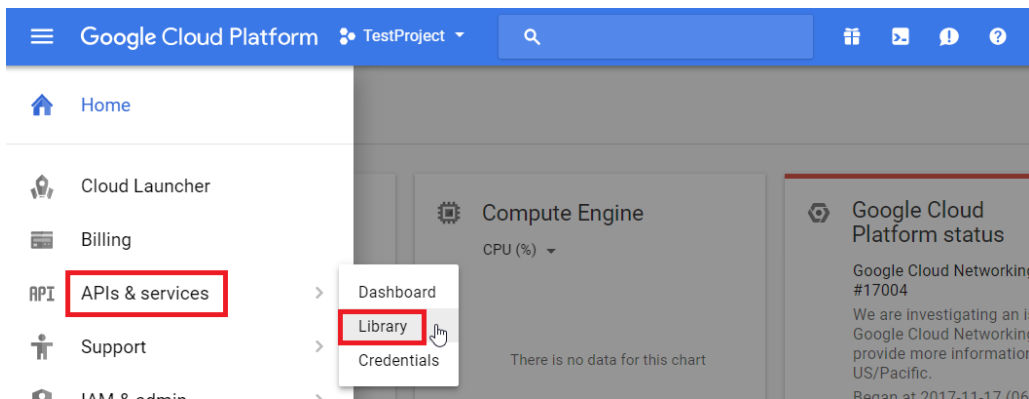 Google Cloud Platform TestProject
Home
Cloud Launcher
Billing
API APIs & services
Support
IAM & admin
Dashboard
Library
Credentials
Compute Engine
CPU (%)
There is no data for this chart
Google Cloud
Platform status
Google Cloud Networking
#17004
We are investigating an
Google Cloud Networking
provide more information
US/Pacific.
Began at 2017-11-17 (06